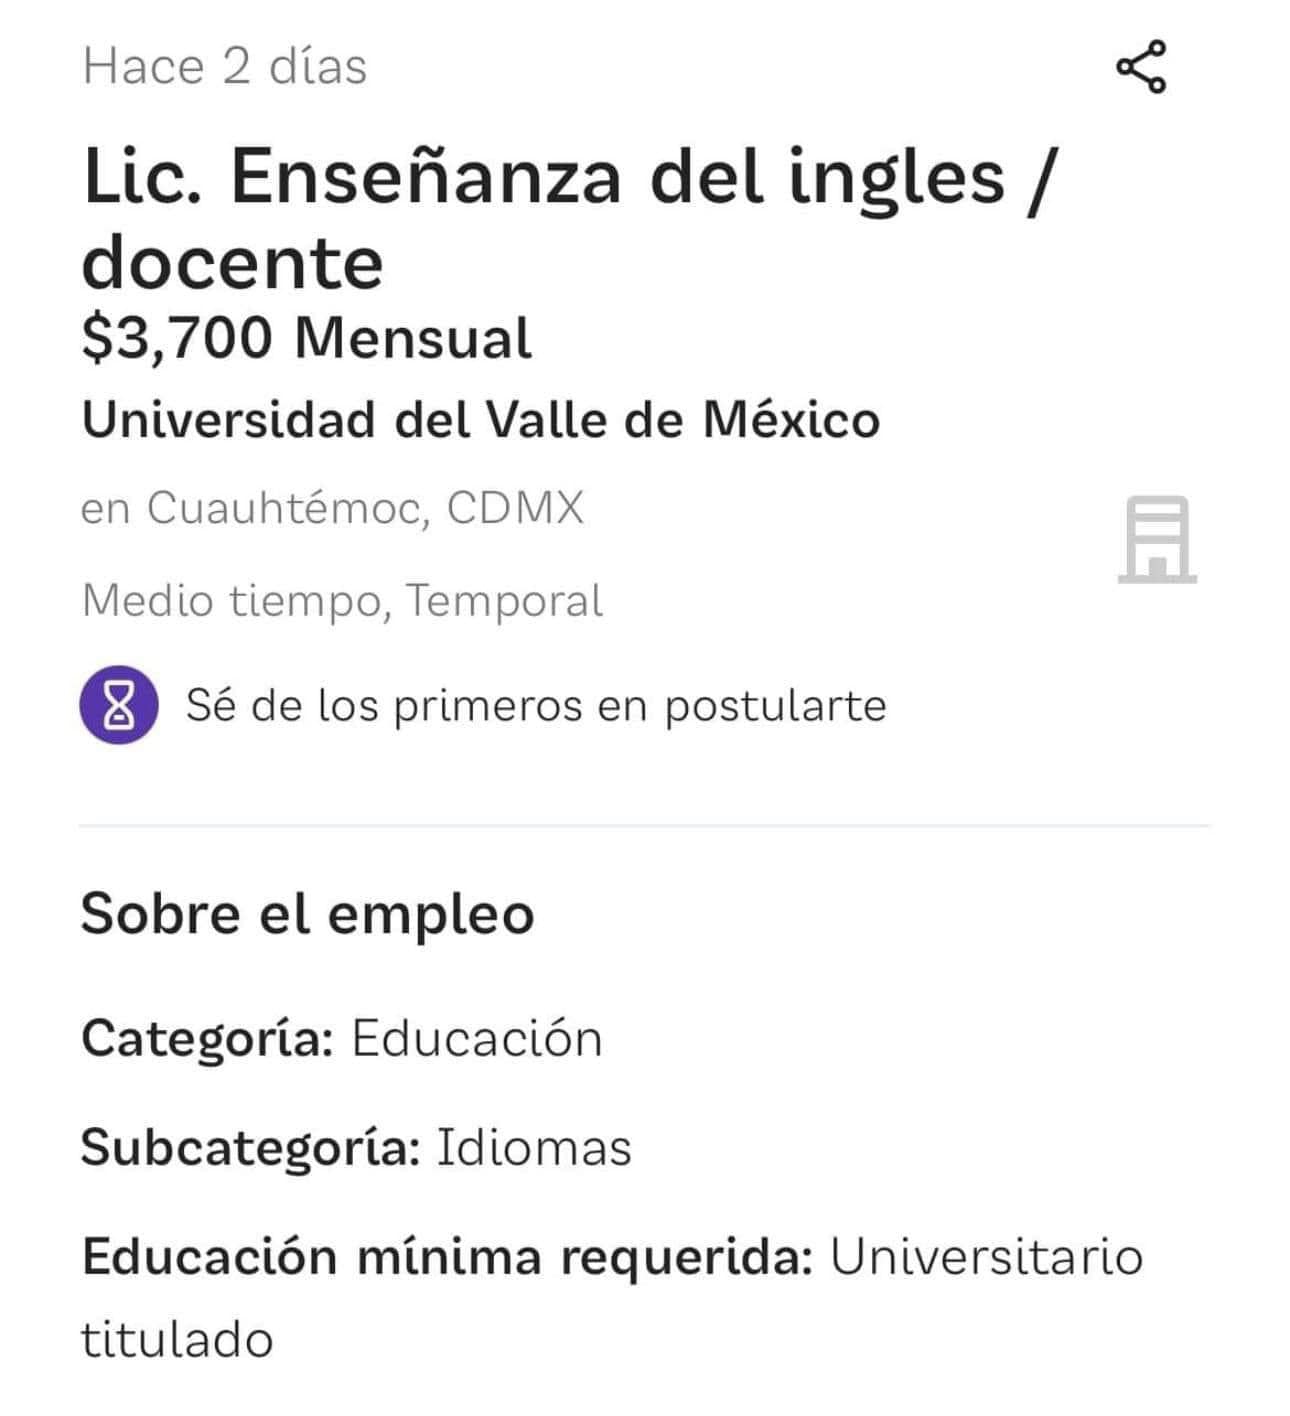 Hace 2 días
Lic. Enseñanza del ingles /
docente
$3,700 Mensual
Universidad del Valle de México
en Cuauhtémoc, CDMX
Medio tiempo, Temporal
Sé de los primeros en postularte
Sobre el empleo
Categoría: Educación
Subcategoría: Idiomas
Educación mínima requerida: Universitario
titulado